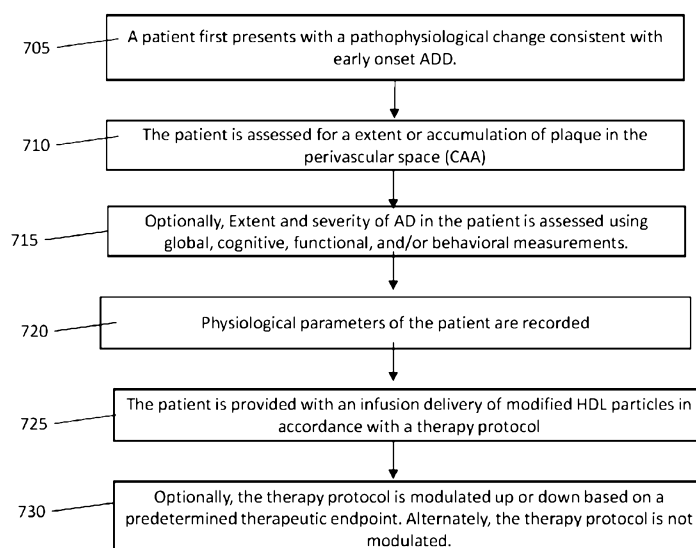 705
A patient first presents with a pathophysiological change consistent with
early onset ADD.
710
The patient is assessed for a extent or accumulation of plaque in the
perivascular space (CAA)
715
Optionally, Extent and severity of AD in the patient is assessed using
global, cognitive, functional, and/or behavioral measurements.
720
Physiological parameters of the patient are recorded
725
The patient is provided with an infusion delivery of modified HDL particles in
accordance with a therapy protocol
730
Optionally, the therapy protocol is modulated up or down based on a
predetermined therapeutic endpoint. Alternately, the therapy protocol is not
modulated.